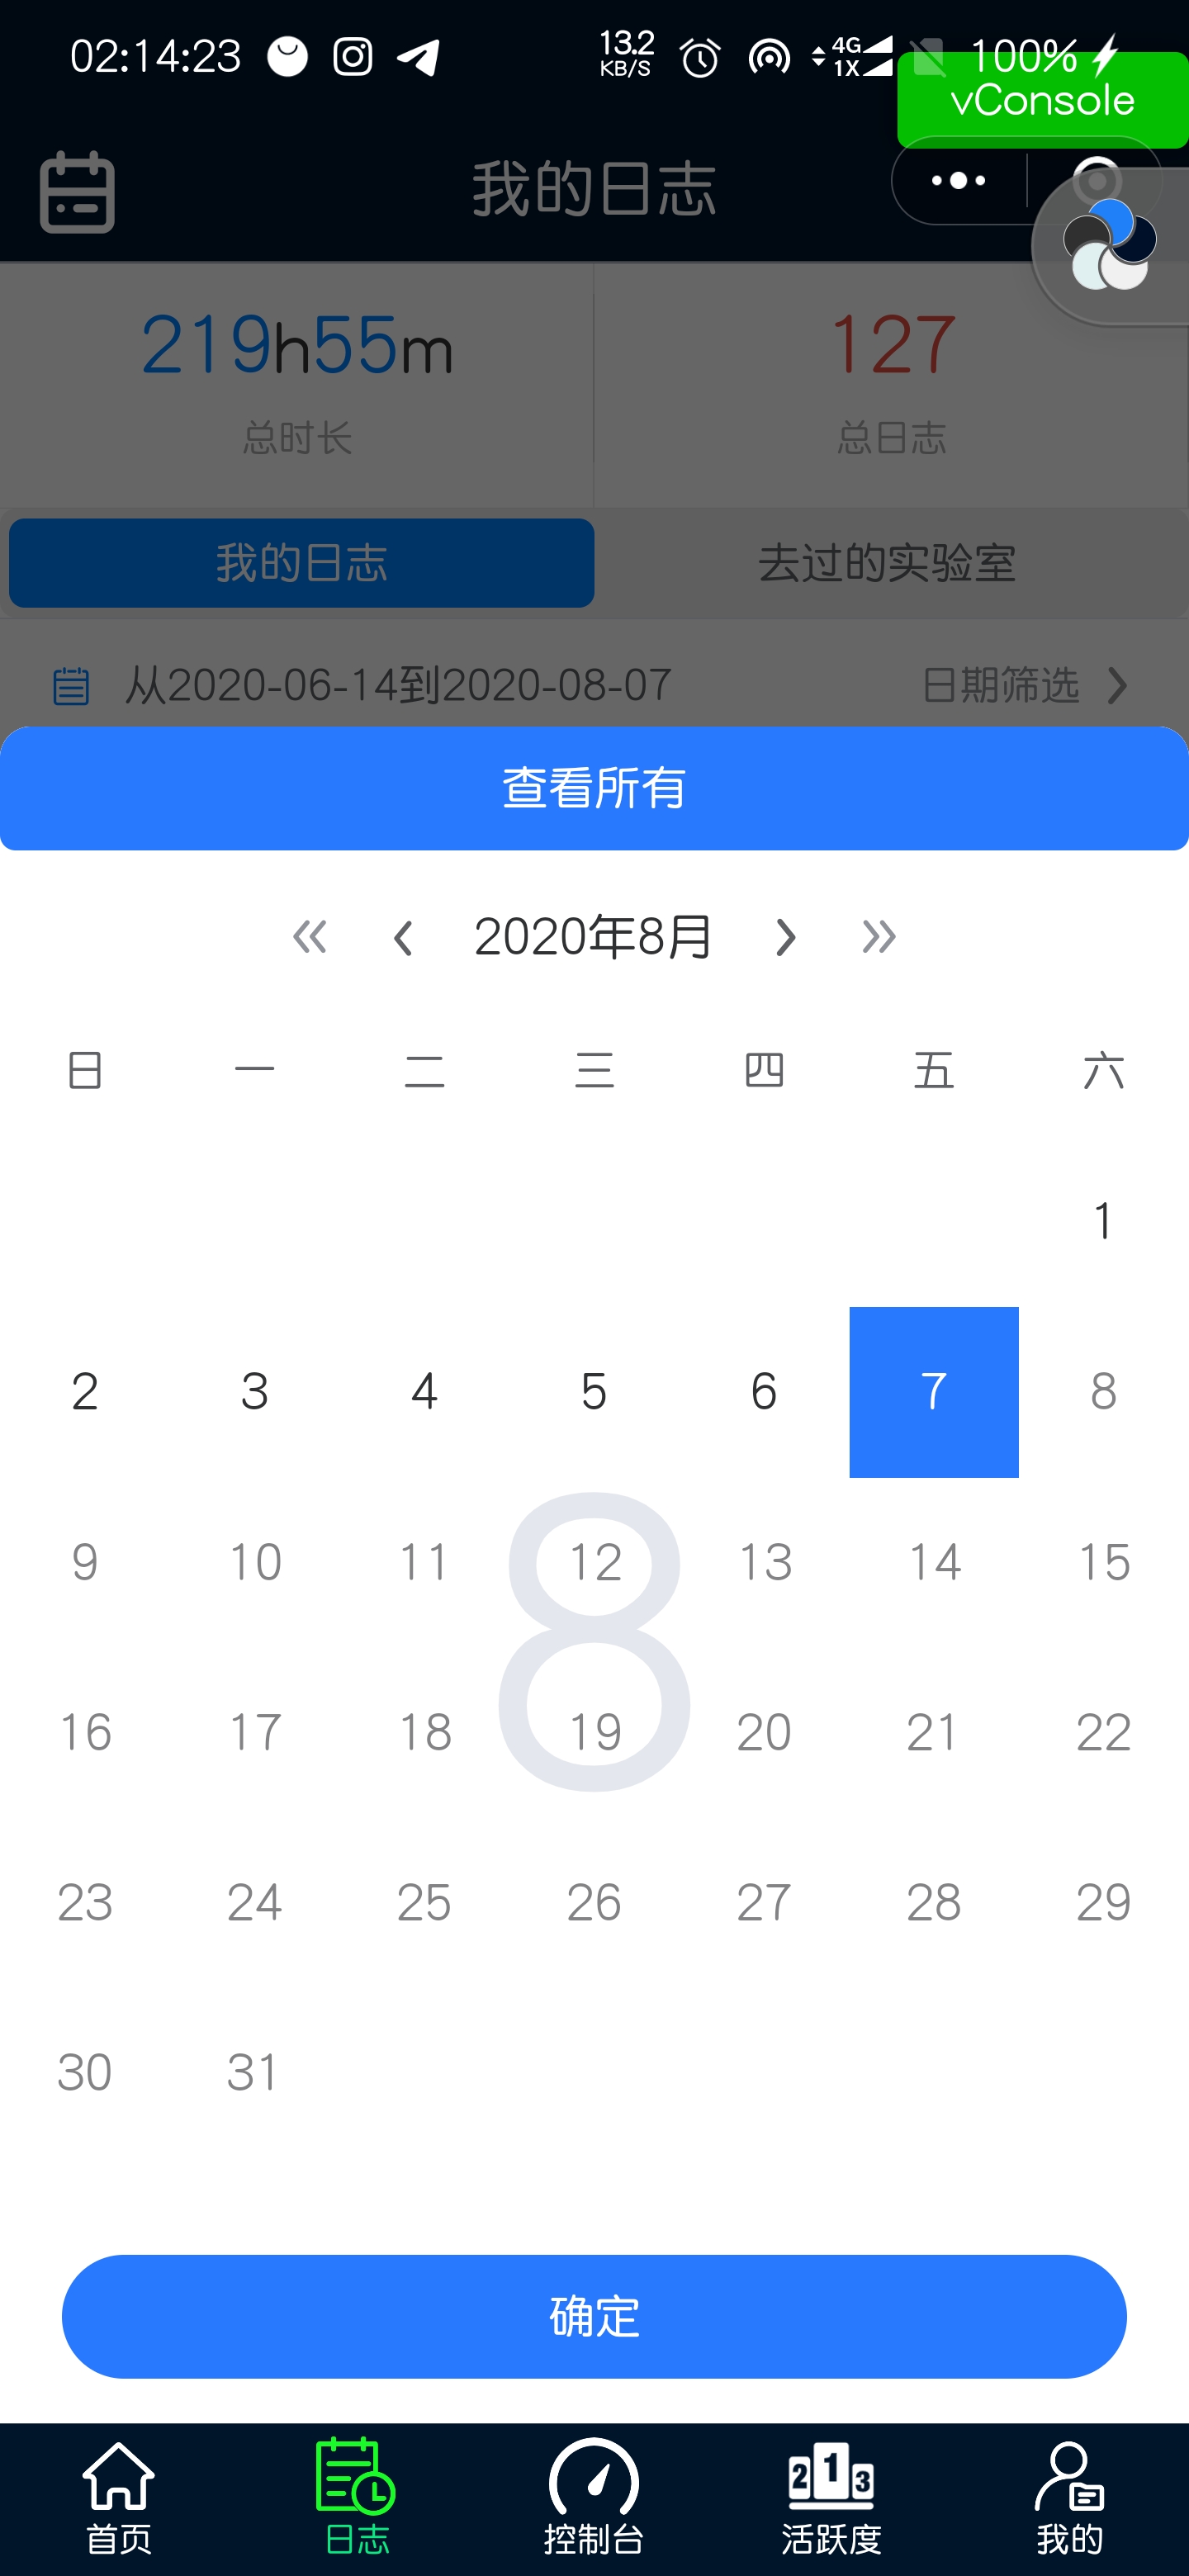 02:14:23 13.2 KB/S 4G 1X 100%
vConsole
我的日志
219h55m 127
总时长 总日志
我的日志 去过的实验室
从2020-06-14到2020-08-07 日期筛选
查看所有
2020年8月
日 一 二 三 四 五 六
1
2 3 4 5 6 7 8
8
9 10 11 12 13 14 15
16 17 18 19 20 21 22
23 24 25 26 27 28 29
30 31
确定
2 1 3
首页 日志 控制台 活跃度 我的